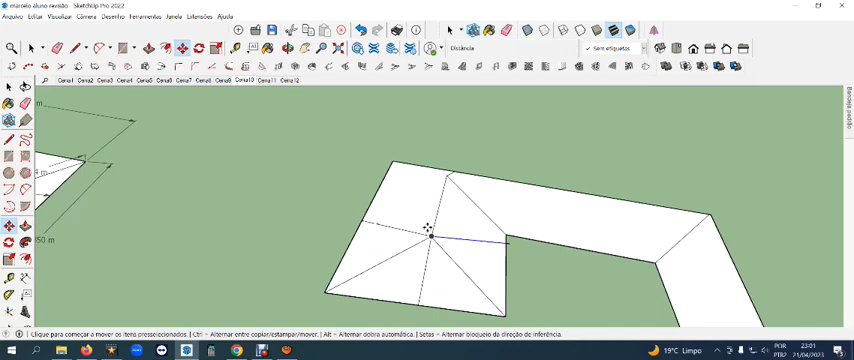 marcelo aluno revisão - SketchUp Pro 2022
Arquivo Editar Visualizar Câmera Desenho Ferramentas Janela Extensões Ajuda
Distância
Sem etiquetas
Cena1 Cena2 Cena3 Cena4 Cena5 Cena6 Cena7 Cena8 Cena9 Cena10 Cena11 Cena12
m
m
350 m
Bandeja padrão
Clique para começar a mover os itens presselecionados. | Ctrl = Alternar entre copiar/estampar/mover. | Alt = Alternar dobra automática. | Setas = Alternar bloqueio da direção de inferência.
19°C Limpo
POR
PTB2
23:01
21/04/2023